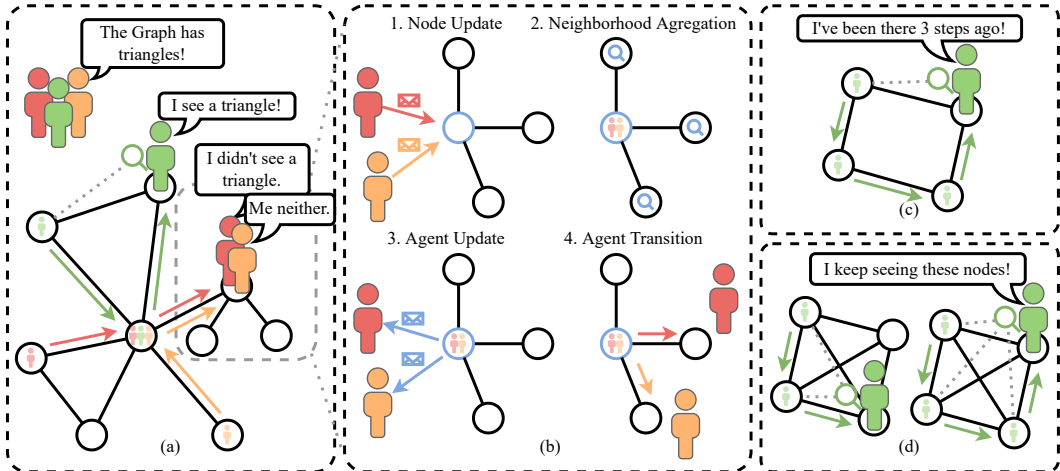 The Graph has
triangles!
I see a triangle!
I didn't see a
triangle.
Me neither.
(a)
1. Node Update
2. Neighborhood Agregation
3. Agent Update
4. Agent Transition
(b)
I've been there 3 steps ago!
(c)
I keep seeing these nodes!
(d)